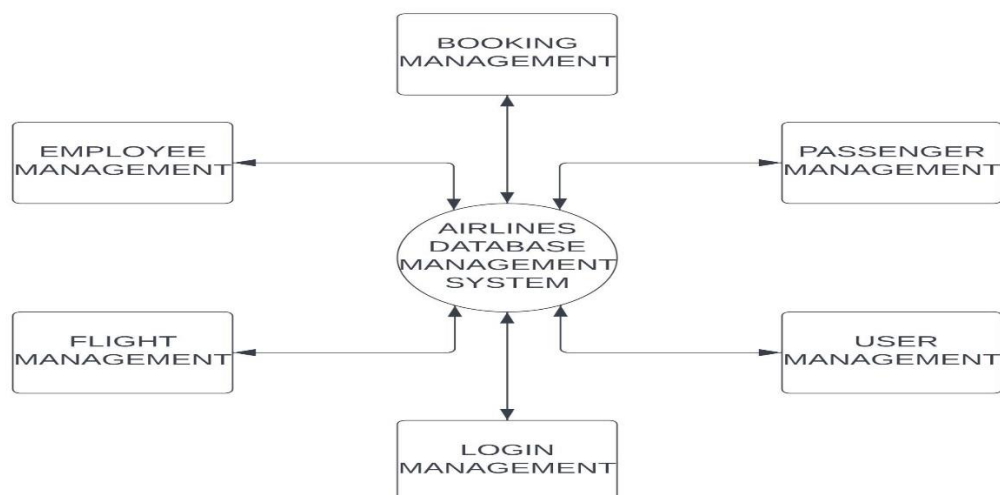 BOOKING
MANAGEMENT
EMPLOYEE
MANAGEMENT
PASSENGER
MANAGEMENT
AIRLINES
DATABASE
MANAGEMENT
SYSTEM
FLIGHT
MANAGEMENT
USER
MANAGEMENT
LOGIN
MANAGEMENT